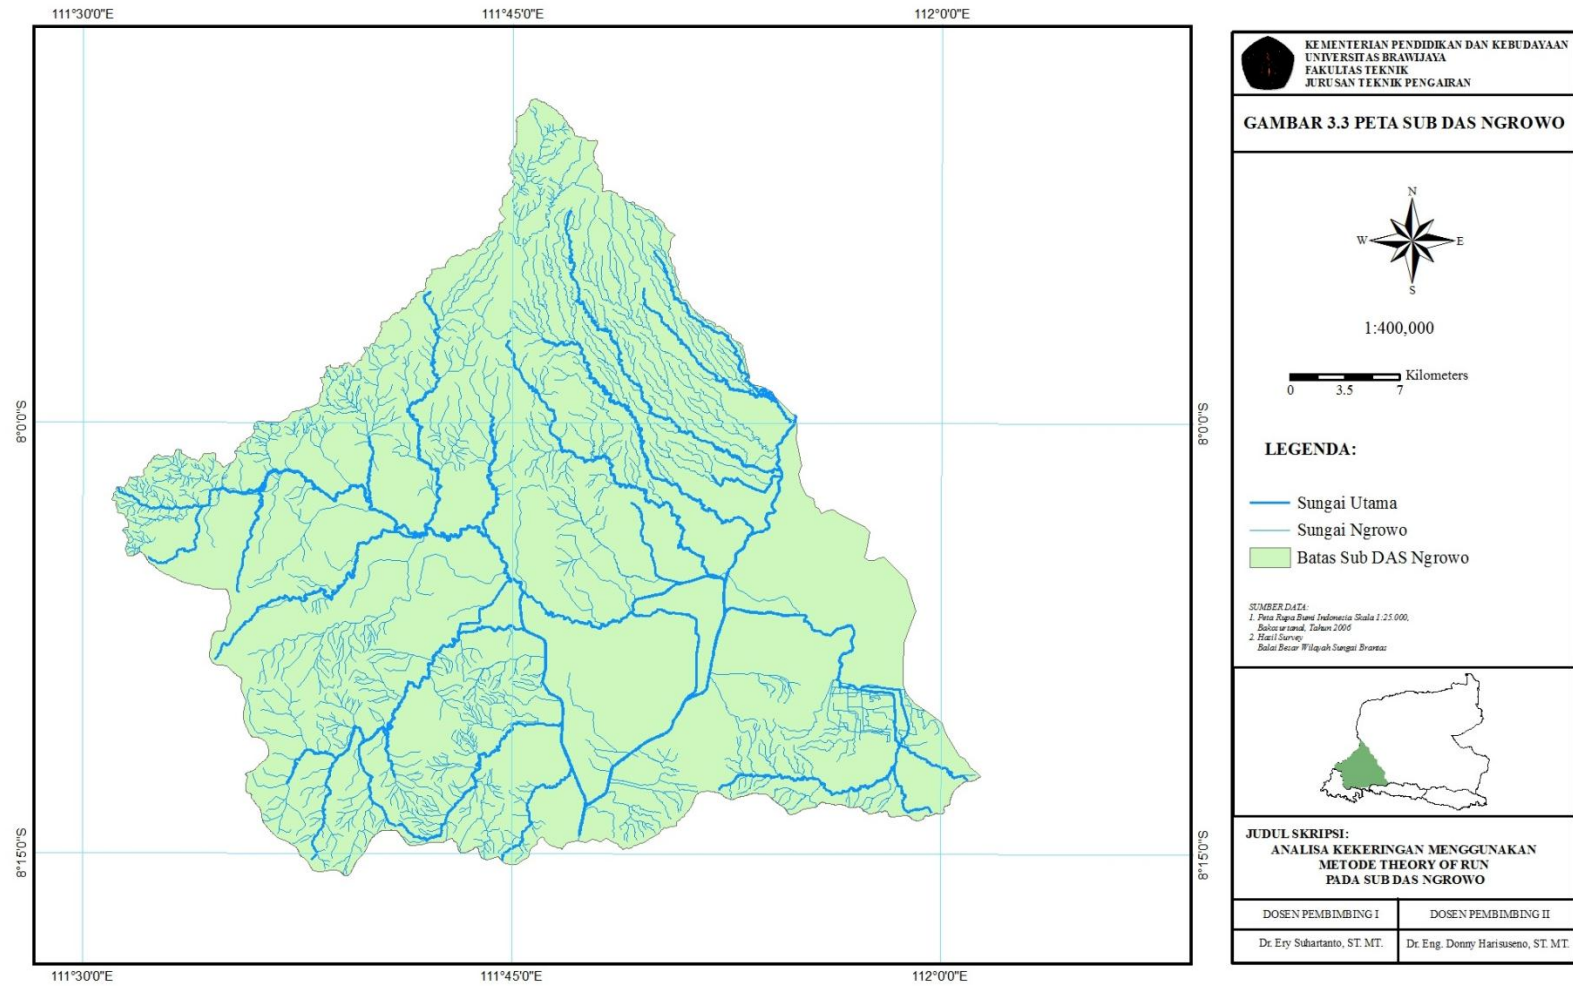 111°30'0"E
111°45'0"E
112°0'0"E
8°0'0"S
8°0'0"S
8°15'0"S
8°15'0"S
111°30'0"E
111°45'0"E
112°0'0"E
KEMENTERIAN PENDIDIKAN DAN KEBUDAYAAN
UNIVERSITAS BRAWIJAYA
FAKULTAS TEKNIK
JURUSAN TEKNIK PENGAIRAN
GAMBAR 3.3 PETA SUB DAS NGROWO
N
W
E
S
1:400,000
Kilometers
0 3.5 7
LEGENDA:
Sungai Utama
Sungai Ngrowo
Batas Sub DAS Ngrowo
SUMBER DATA:
1. Peta Rupa Bumi Indonesia Skala 1:25.000,
Tahun 2006
2. Hasil Survey
Balai Besar Wilayah Sungai Brantas
JUDUL SKRIPSI:
ANALISA KEKERINGAN MENGGUNAKAN
METODE THEORY OF RUN
PADA SUB DAS NGROWO
DOSEN PEMBIMBING I
DOSEN PEMBIMBING II
Dr. Ery Suhartanto, ST. MT.
Dr. Eng. Donny Harisuseno, ST. MT.